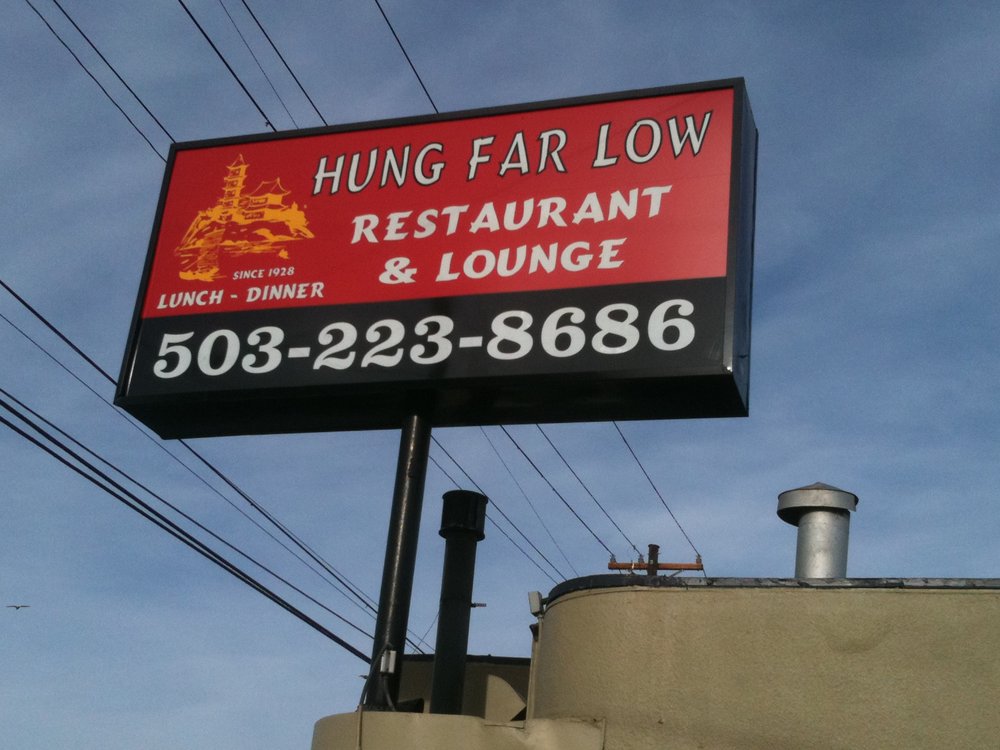 HUNG FAR LOW
RESTAURANT
& LOUNGE
SINCE 1928
LUNCH - DINNER
503-223-8686